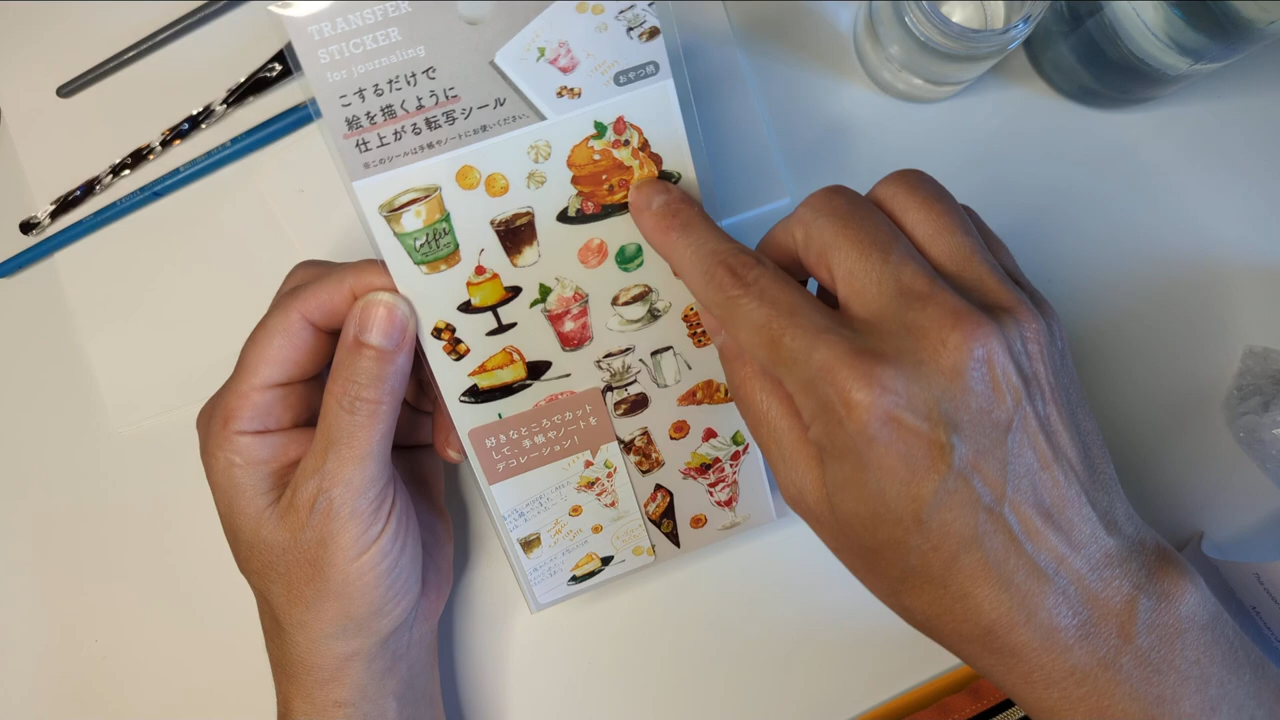 TRANSFER
STICKER
for journaling
こするだけで
絵を描くように
仕上がる転写シール
※このシールは手帳やノートにお使いください。
おやつ柄
Coffee
好きなところでカット
して、手帳やノートを
デコレーション!